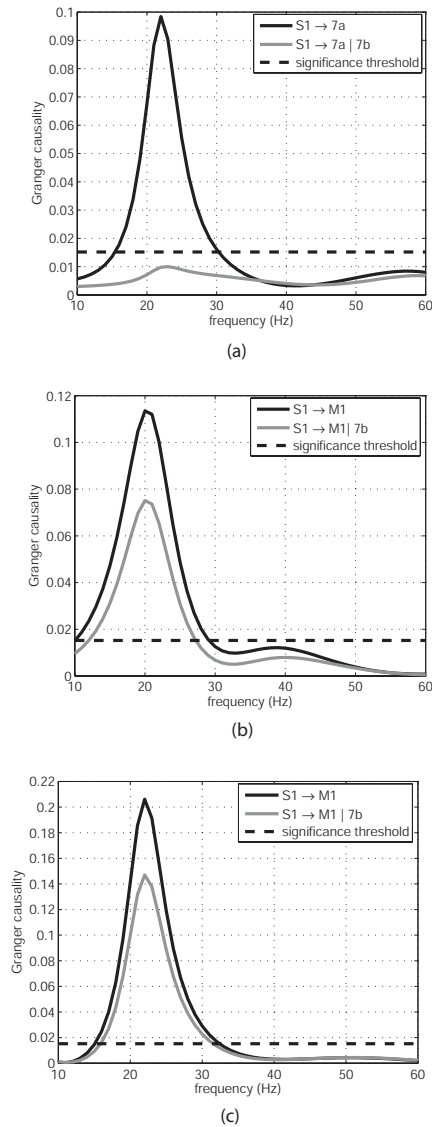 0.1
0.09
0.08
0.07
0.06
0.05
0.04
0.03
0.02
0.01
0
Granger causality
S1 → 7a
S1 → 7a | 7b
significance threshold
10 20 30 40 50 60
frequency (Hz)
(a)
0.12
0.1
0.08
0.06
0.04
0.02
0
Granger causality
S1 → M1
S1 → M1| 7b
significance threshold
10 20 30 40 50 60
frequency (Hz)
(b)
0.22
0.2
0.18
0.16
0.14
0.12
0.1
0.08
0.06
0.04
0.02
0
Granger causality
S1 → M1
S1 → M1 | 7b
significance threshold
10 20 30 40 50 60
frequency (Hz)
(c)